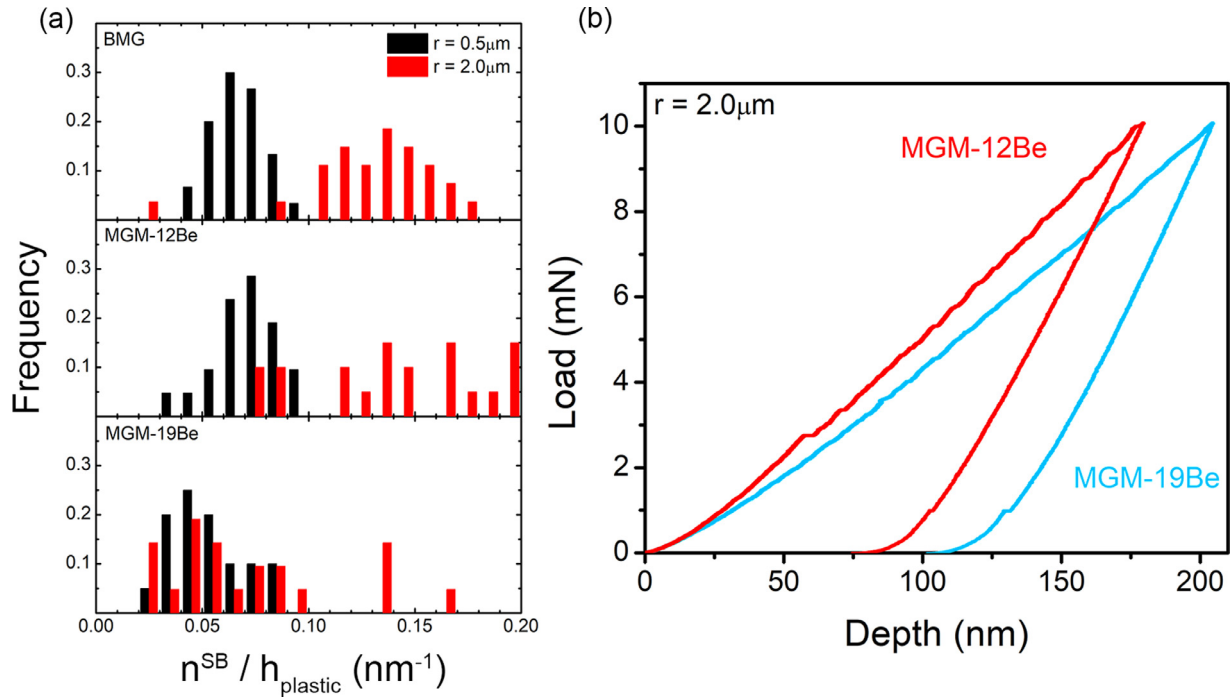 (a)
BMG
r = 0.5μm
r = 2.0μm
0.3
0.2
0.1
MGM-12Be
0.3
0.2
0.1
MGM-19Be
0.3
0.2
0.1
0.00 0.05 0.10 0.15 0.20
Frequency
n^SB / h_plastic (nm^-1)
(b)
r = 2.0μm
MGM-12Be
MGM-19Be
10
8
6
4
2
0
0 50 100 150 200
Load (mN)
Depth (nm)